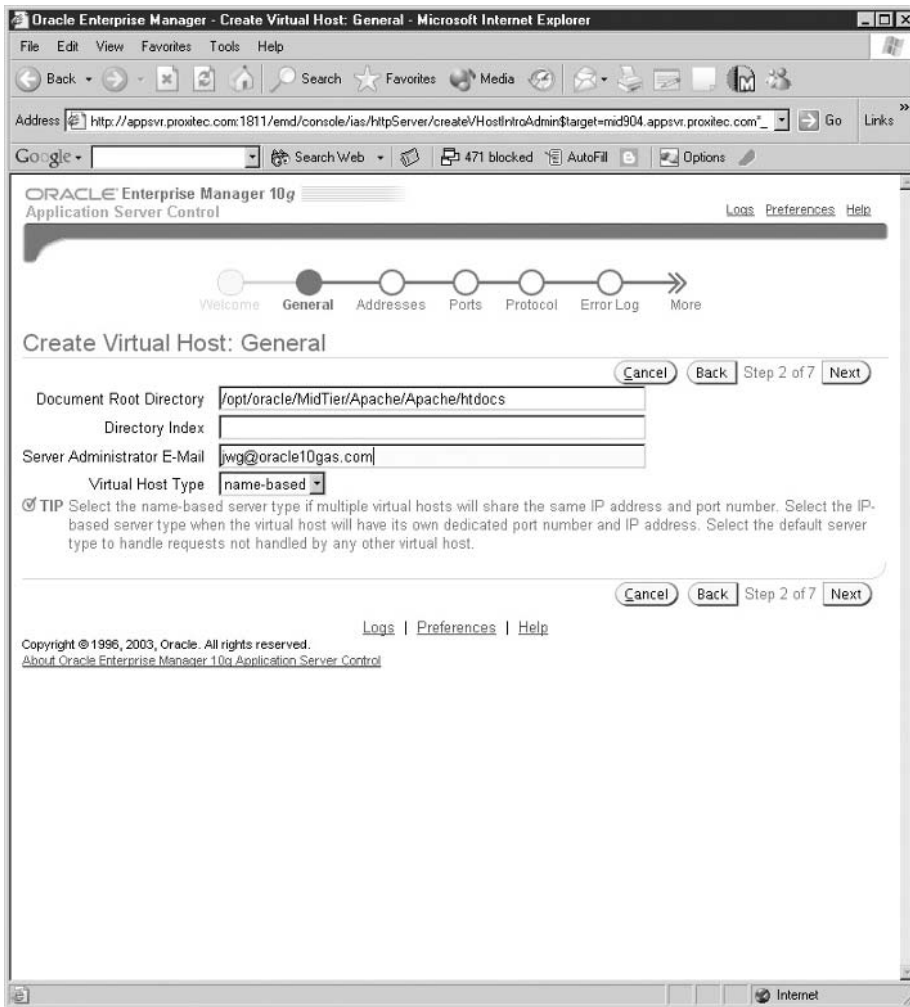 Oracle Enterprise Manager - Create Virtual Host: General - Microsoft Internet Explorer
File Edit View Favorites Tools Help
Back Search Favorites Media
Address http://appsvr.proxitec.com:1811/emd/console/ias/httpServer/createVHostIntroAdmin$target=mid904.appsvr.proxitec.com*_ Go Links »
Google Search Web 471 blocked AutoFill Options
ORACLE Enterprise Manager 10g
Application Server Control Logs Preferences Help
Welcome General Addresses Ports Protocol Error Log More
Create Virtual Host: General
Cancel Back Step 2 of 7 Next
Document Root Directory /opt/oracle/MidTier/Apache/Apache/htdocs
Directory Index
Server Administrator E-Mail jwg@oracle10gas.com
Virtual Host Type name-based
TIP Select the name-based server type if multiple virtual hosts will share the same IP address and port number. Select the IP-
based server type when the virtual host will have its own dedicated port number and IP address. Select the default server
type to handle requests not handled by any other virtual host.
Cancel Back Step 2 of 7 Next
Logs | Preferences | Help
Copyright © 1996, 2003, Oracle. All rights reserved.
About Oracle Enterprise Manager 10g Application Server Control
Internet